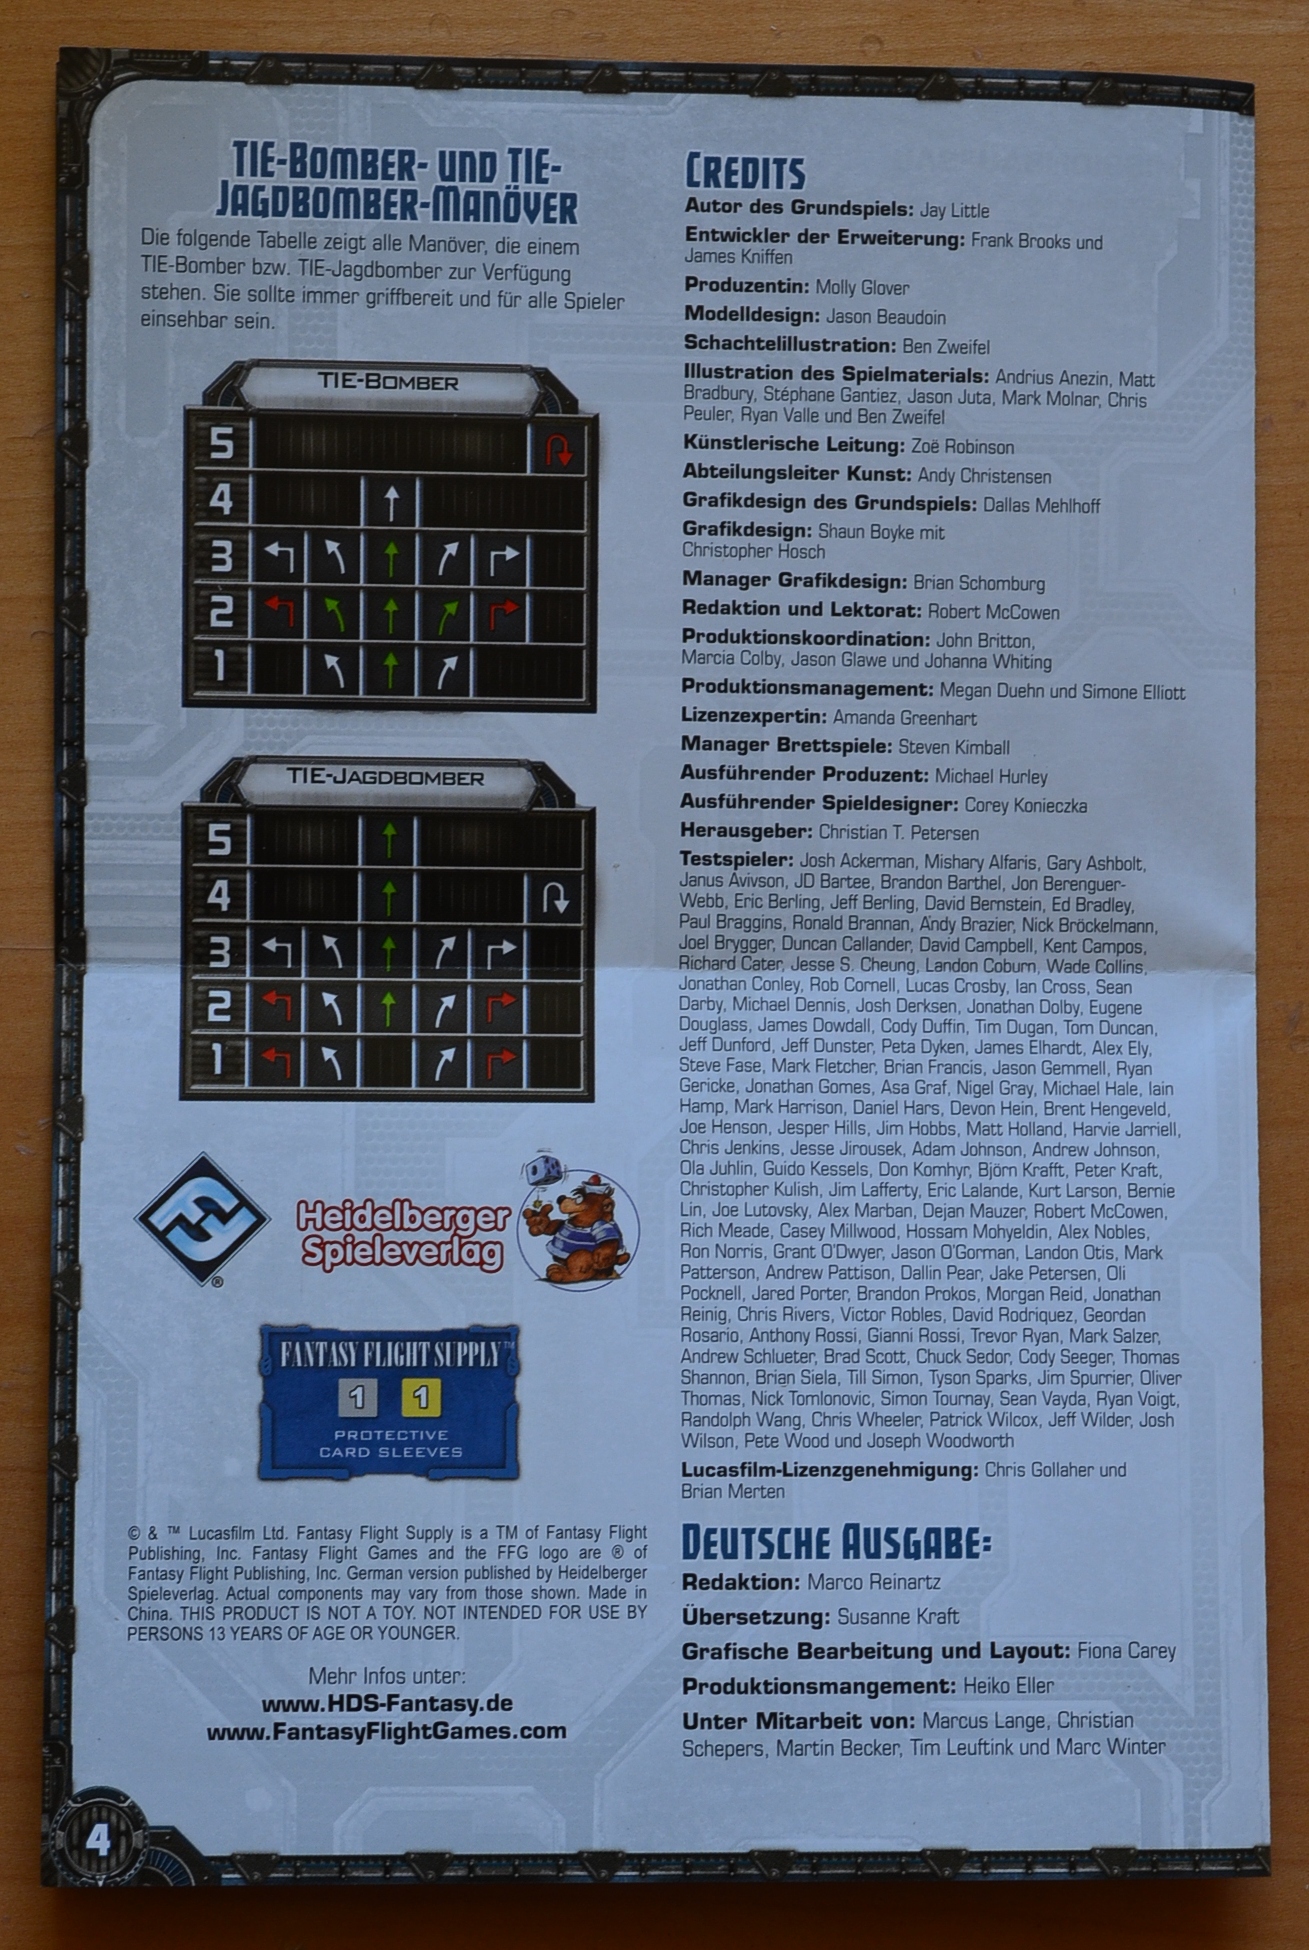 TIE-Bomber- und TIE-
Jagdbomber-Manöver
Die folgende Tabelle zeigt alle Manöver, die einem
TIE-Bomber bzw. TIE-Jagdbomber zur Verfügung
stehen. Sie sollte immer griffbereit und für alle Spieler
einsehbar sein.
TIE-Bomber
5
4
3
2
1
TIE-Jagdbomber
5
4
3
2
1
®
Heidelberger
Spieleverlag
FANTASY FLIGHT SUPPLY™
1 1
PROTECTIVE
CARD SLEEVES
© & ™ Lucasfilm Ltd. Fantasy Flight Supply is a TM of Fantasy Flight
Publishing, Inc. Fantasy Flight Games and the FFG logo are ® of
Fantasy Flight Publishing, Inc. German version published by Heidelberger
Spieleverlag. Actual components may vary from those shown. Made in
China. THIS PRODUCT IS NOT A TOY. NOT INTENDED FOR USE BY
PERSONS 13 YEARS OF AGE OR YOUNGER.
Mehr Infos unter:
www.HDS-Fantasy.de
www.FantasyFlightGames.com
4
Credits
Autor des Grundspiels: Jay Little
Entwickler der Erweiterung: Frank Brooks und
James Kniffen
Produzentin: Molly Glover
Modelldesign: Jason Beaudoin
Schachtelillustration: Ben Zweifel
Illustration des Spielmaterials: Andrius Anezin, Matt
Bradbury, Stéphane Gantiez, Jason Juta, Mark Molnar, Chris
Peuler, Ryan Valle und Ben Zweifel
Künstlerische Leitung: Zoë Robinson
Abteilungsleiter Kunst: Andy Christensen
Grafikdesign des Grundspiels: Dallas Mehlhoff
Grafikdesign: Shaun Boyke mit
Christopher Hosch
Manager Grafikdesign: Brian Schomburg
Redaktion und Lektorat: Robert McCowen
Produktionskoordination: John Britton,
Marcia Colby, Jason Glawe und Johanna Whiting
Produktionsmanagement: Megan Duehn und Simone Elliott
Lizenzexpertin: Amanda Greenhart
Manager Brettspiele: Steven Kimball
Ausführender Produzent: Michael Hurley
Ausführender Spieldesigner: Corey Konieczka
Herausgeber: Christian T. Petersen
Testspieler: Josh Ackerman, Mishary Alfaris, Gary Ashbolt,
Janus Avivson, JD Bartee, Brandon Barthel, Jon Berenguer-
Webb, Eric Berling, Jeff Berling, David Bernstein, Ed Bradley,
Paul Braggins, Ronald Brannan, Andy Brazier, Nick Bröckelmann,
Joel Brygger, Duncan Callander, David Campbell, Kent Campos,
Richard Cater, Jesse S. Cheung, Landon Coburn, Wade Collins,
Jonathan Conley, Rob Cornell, Lucas Crosby, Ian Cross, Sean
Darby, Michael Dennis, Josh Derksen, Jonathan Dolby, Eugene
Douglass, James Dowdall, Cody Duffin, Tim Dugan, Tom Duncan,
Jeff Dunford, Jeff Dunster, Peta Dyken, James Elhardt, Alex Ely,
Steve Fase, Mark Fletcher, Brian Francis, Jason Gemmell, Ryan
Gericke, Jonathan Gomes, Asa Graf, Nigel Gray, Michael Hale, Iain
Hamp, Mark Harrison, Daniel Hars, Devon Hein, Brent Hengeveld,
Joe Henson, Jesper Hills, Jim Hobbs, Matt Holland, Harvie Jarriell,
Chris Jenkins, Jesse Jirousek, Adam Johnson, Andrew Johnson,
Ola Juhlin, Guido Kessels, Don Kornhyr, Björn Krafft, Peter Kraft,
Christopher Kulish, Jim Lafferty, Eric Lalande, Kurt Larson, Bernie
Lin, Joe Lutovsky, Alex Marban, Dejan Mauzer, Robert McCowen,
Rich Meade, Casey Millwood, Hossam Mohyeldin, Alex Nobles,
Ron Norris, Grant O'Dwyer, Jason O'Gorman, Landon Otis, Mark
Patterson, Andrew Pattison, Dallin Pear, Jake Petersen, Oli
Pocknell, Jared Porter, Brandon Prokos, Morgan Reid, Jonathan
Reinig, Chris Rivers, Victor Robles, David Rodriquez, Geordan
Rosario, Anthony Rossi, Gianni Rossi, Trevor Ryan, Mark Salzer,
Andrew Schlueter, Brad Scott, Chuck Sedor, Cody Seeger, Thomas
Shannon, Brian Siela, Till Simon, Tyson Sparks, Jim Spurrier, Oliver
Thomas, Nick Tomlonovic, Simon Tournay, Sean Vayda, Ryan Voigt,
Randolph Wang, Chris Wheeler, Patrick Wilcox, Jeff Wilder, Josh
Wilson, Pete Wood und Joseph Woodworth
Lucasfilm-Lizenzgenehmigung: Chris Gollaher und
Brian Merten
Deutsche Ausgabe:
Redaktion: Marco Reinartz
Übersetzung: Susanne Kraft
Grafische Bearbeitung und Layout: Fiona Carey
Produktionsmangement: Heiko Eller
Unter Mitarbeit von: Marcus Lange, Christian
Schepers, Martin Becker, Tim Leuftink und Marc Winter